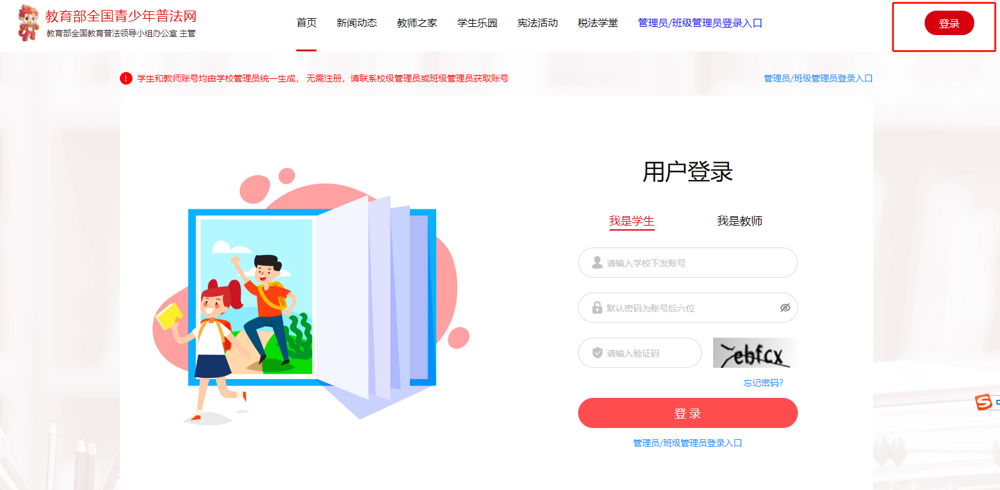 教育部全国青少年普法网
教育部全国教育普法领导小组办公室 主管
首页 新闻动态 教师之家 学生乐园 宪法活动 税法学堂 管理员/班级管理员登录入口 登录
学生和教师账号均由学校管理员统一生成， 无需注册，请联系校级管理员或班级管理员获取账号
管理员/班级管理员登录入口
用户登录
我是学生 我是教师
请输入学校下发账号
默认密码为账号后六位
请输入验证码 ebfcx
忘记密码?
登 录
管理员/班级管理员登录入口